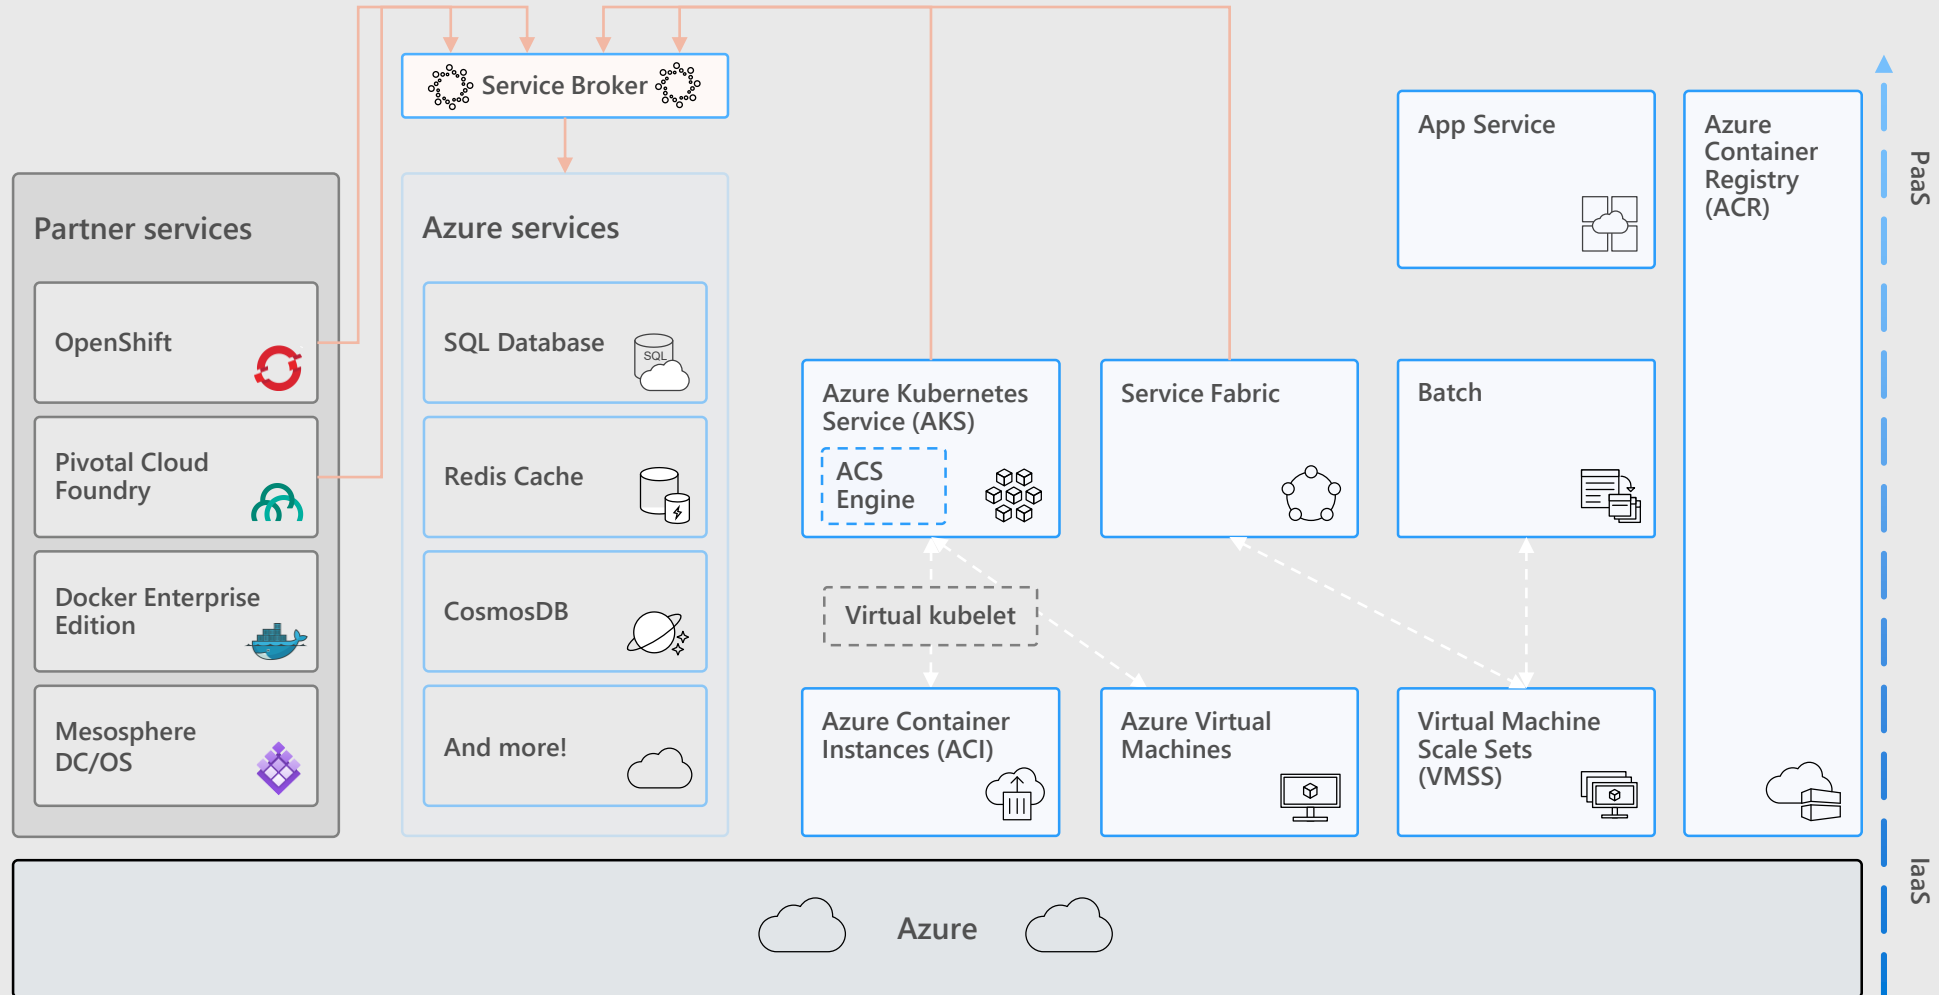 Service Broker
App Service
Azure
Container
Registry
(ACR)
PaaS
Partner services
Azure services
OpenShift
SQL Database
SQL
Azure Kubernetes
Service (AKS)
ACS
Engine
Service Fabric
Batch
Pivotal Cloud
Foundry
Redis Cache
Docker Enterprise
Edition
CosmosDB
Virtual kubelet
Mesosphere
DC/OS
And more!
Azure Container
Instances (ACI)
Azure Virtual
Machines
Virtual Machine
Scale Sets
(VMSS)
IaaS
Azure